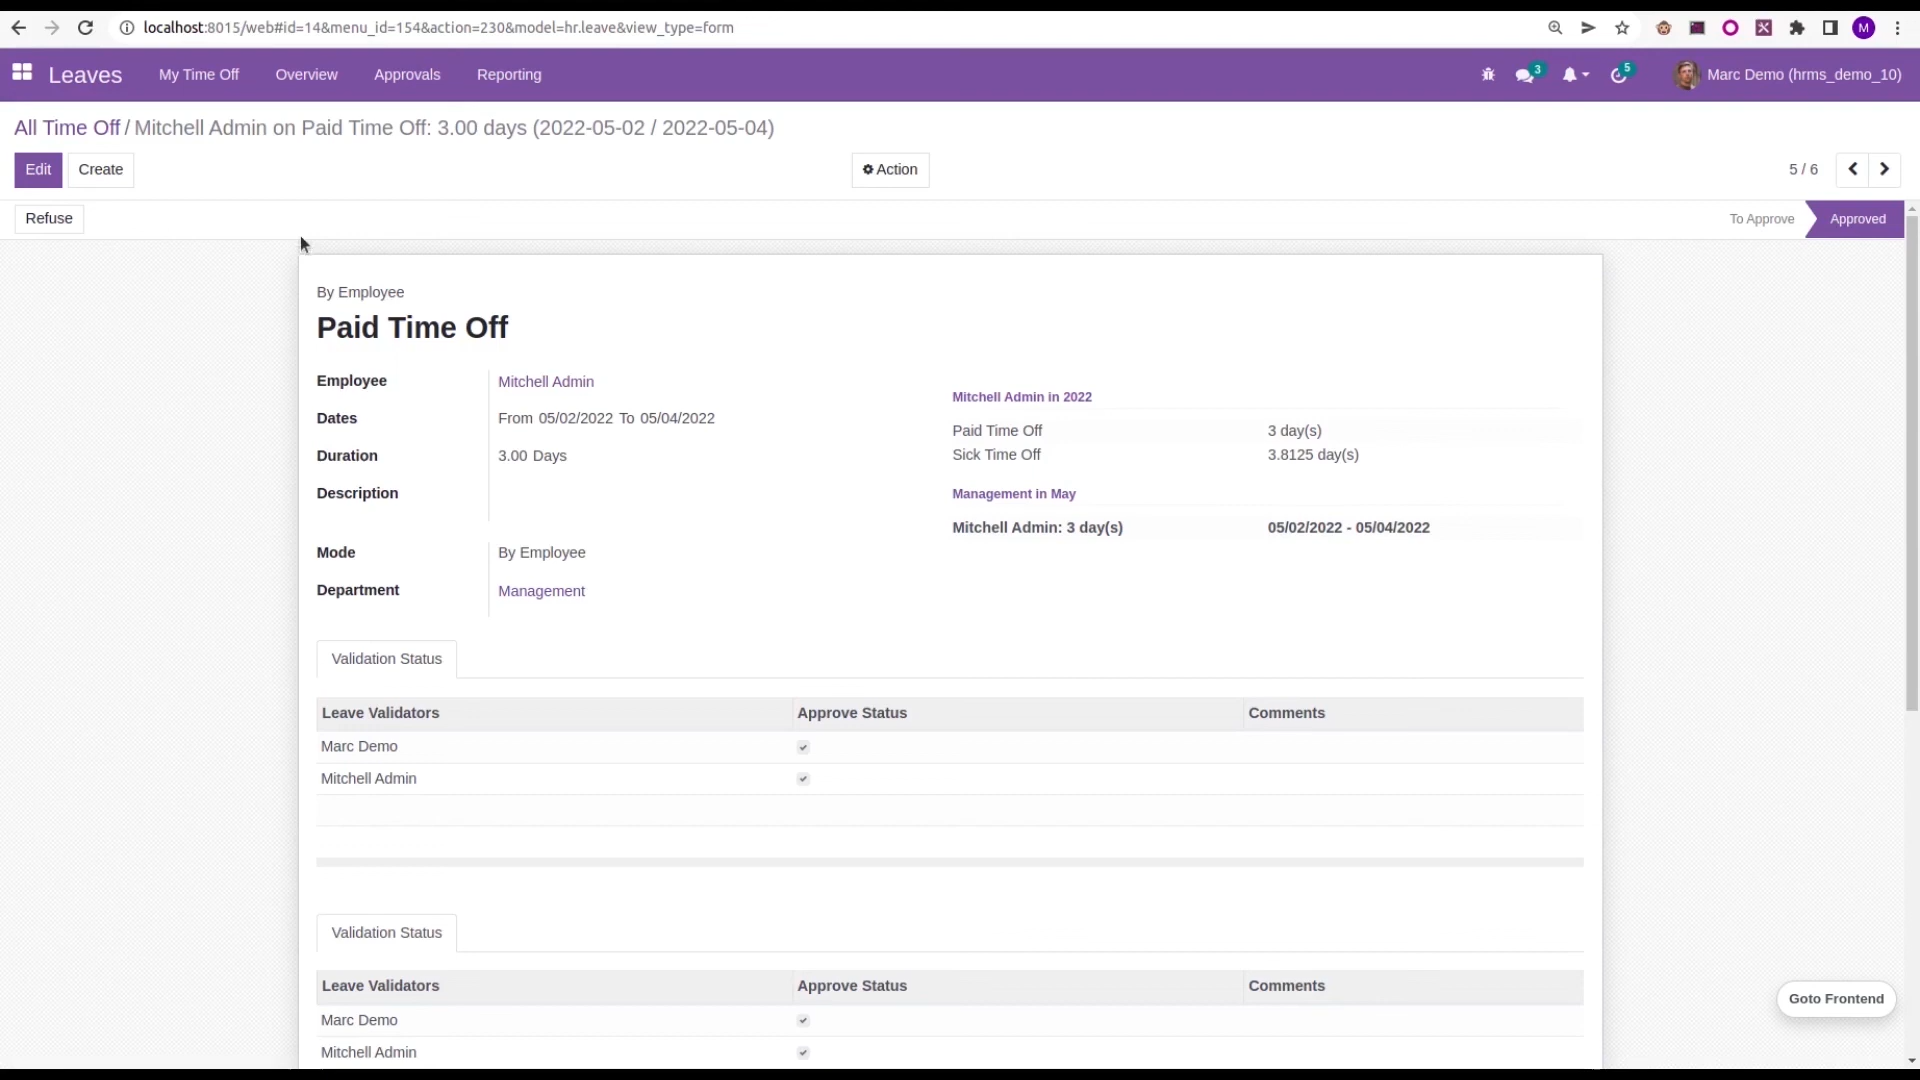 localhost:8015/web#id=14&menu_id=154&action=230&model=hr.leave&view_type=form
M
Leaves My Time Off Overview Approvals Reporting 3 5 Marc Demo (hrms_demo_10)
All Time Off / Mitchell Admin on Paid Time Off: 3.00 days (2022-05-02 / 2022-05-04)
Edit Create Action 5 / 6
Refuse To Approve Approved
By Employee
Paid Time Off
Employee Mitchell Admin
Mitchell Admin in 2022
Dates From 05/02/2022 To 05/04/2022
Paid Time Off 3 day(s)
Duration 3.00 Days
Sick Time Off 3.8125 day(s)
Description
Management in May
Mitchell Admin: 3 day(s) 05/02/2022 - 05/04/2022
Mode By Employee
Department Management
Validation Status
Leave Validators Approve Status Comments
Marc Demo
Mitchell Admin
Validation Status
Leave Validators Approve Status Comments
Goto Frontend
Marc Demo
Mitchell Admin